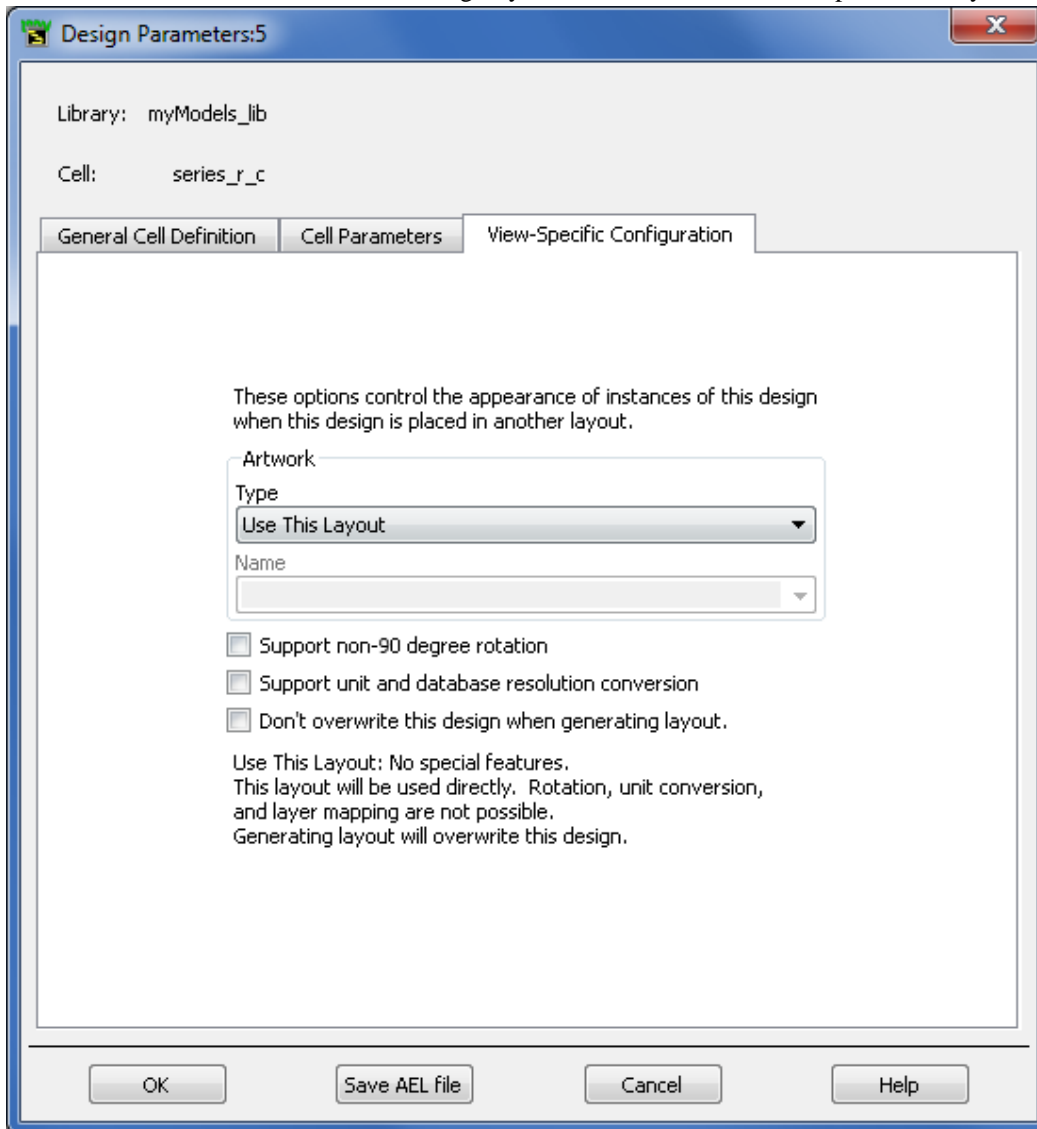 Design Parameters:5
Library: myModels_lib
Cell: series_r_c
General Cell Definition Cell Parameters View-Specific Configuration
These options control the appearance of instances of this design
when this design is placed in another layout.
Artwork
Type
Use This Layout
Name
Support non-90 degree rotation
Support unit and database resolution conversion
Don't overwrite this design when generating layout.
Use This Layout: No special features.
This layout will be used directly. Rotation, unit conversion,
and layer mapping are not possible.
Generating layout will overwrite this design.
OK Save AEL file Cancel Help